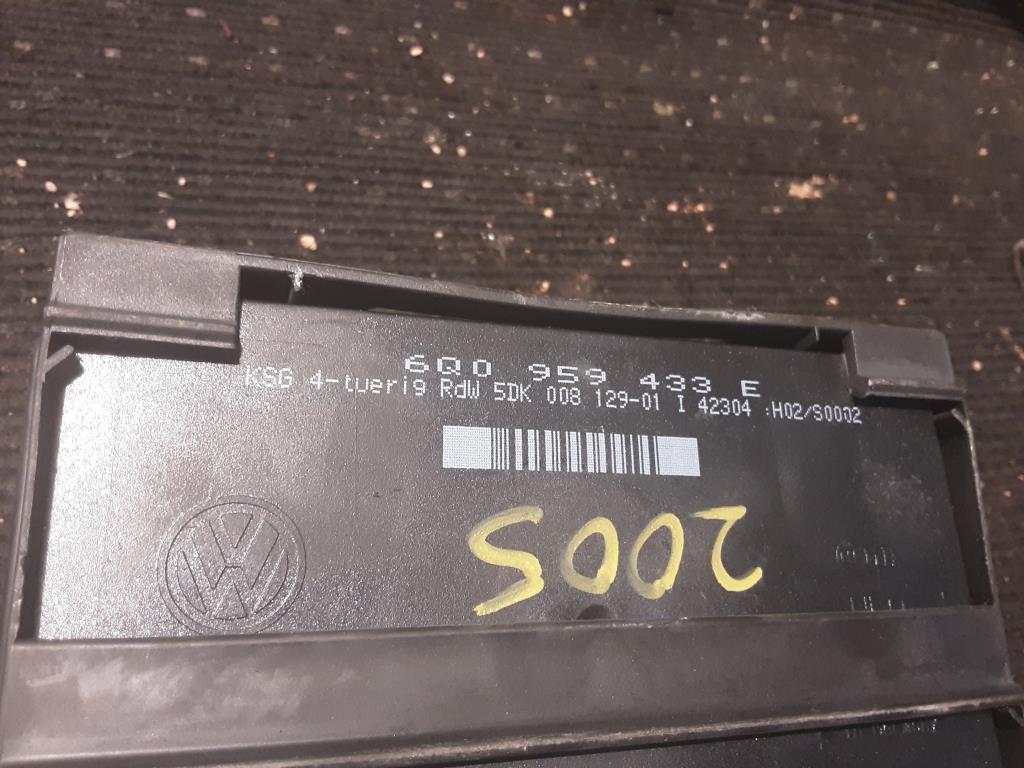 6Q0 959 433 E
KSG 4-tuerig RdW 5DK 008 129-01 I 42304 :H02/S0002
2005